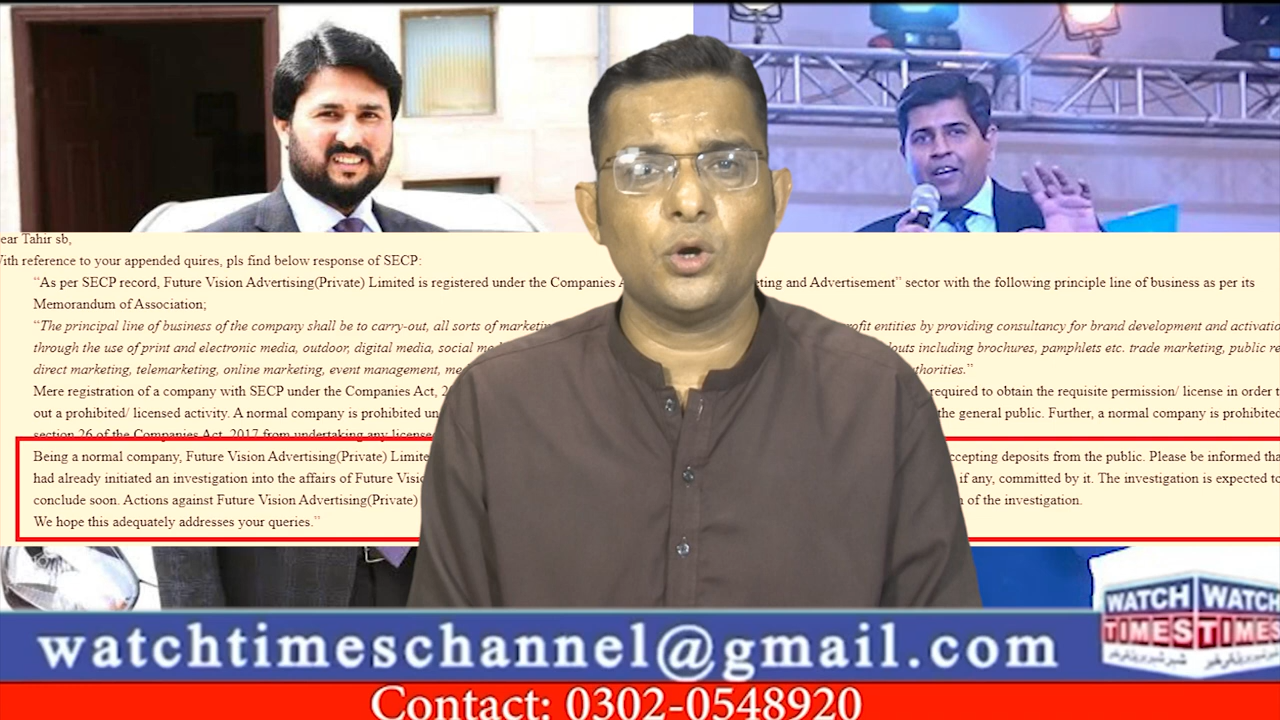 ear Tahir sb,
ith reference to your appended quires, pls find below response of SECP:
“As per SECP record, Future Vision Advertising(Private) Limited is registered under the Companies A eting and Advertisement” sector with the following principle line of business as per its
Memorandum of Association;
“The principal line of business of the company shall be to carry-out, all sorts of marketin rofit entities by providing consultancy for brand development and activatio
through the use of print and electronic media, outdoor, digital media, social me louts including brochures, pamphlets etc. trade marketing, public re
direct marketing, telemarketing, online marketing, event management, me thorities.”
Mere registration of a company with SECP under the Companies Act, 2 required to obtain the requisite permission/ license in order t
out a prohibited/ licensed activity. A normal company is prohibited un the general public. Further, a normal company is prohibited
section 26 of the Companies Act, 2017 from undertaking any license
Being a normal company, Future Vision Advertising(Private) Limite ccepting deposits from the public. Please be informed tha
had already initiated an investigation into the affairs of Future Visio if any, committed by it. The investigation is expected to
conclude soon. Actions against Future Vision Advertising(Private) n of the investigation.
We hope this adequately addresses your queries.”
WATCH WATCH
TIMES TIMES
watchtimeschannel@gmail.com
Contact: 0302-0548920